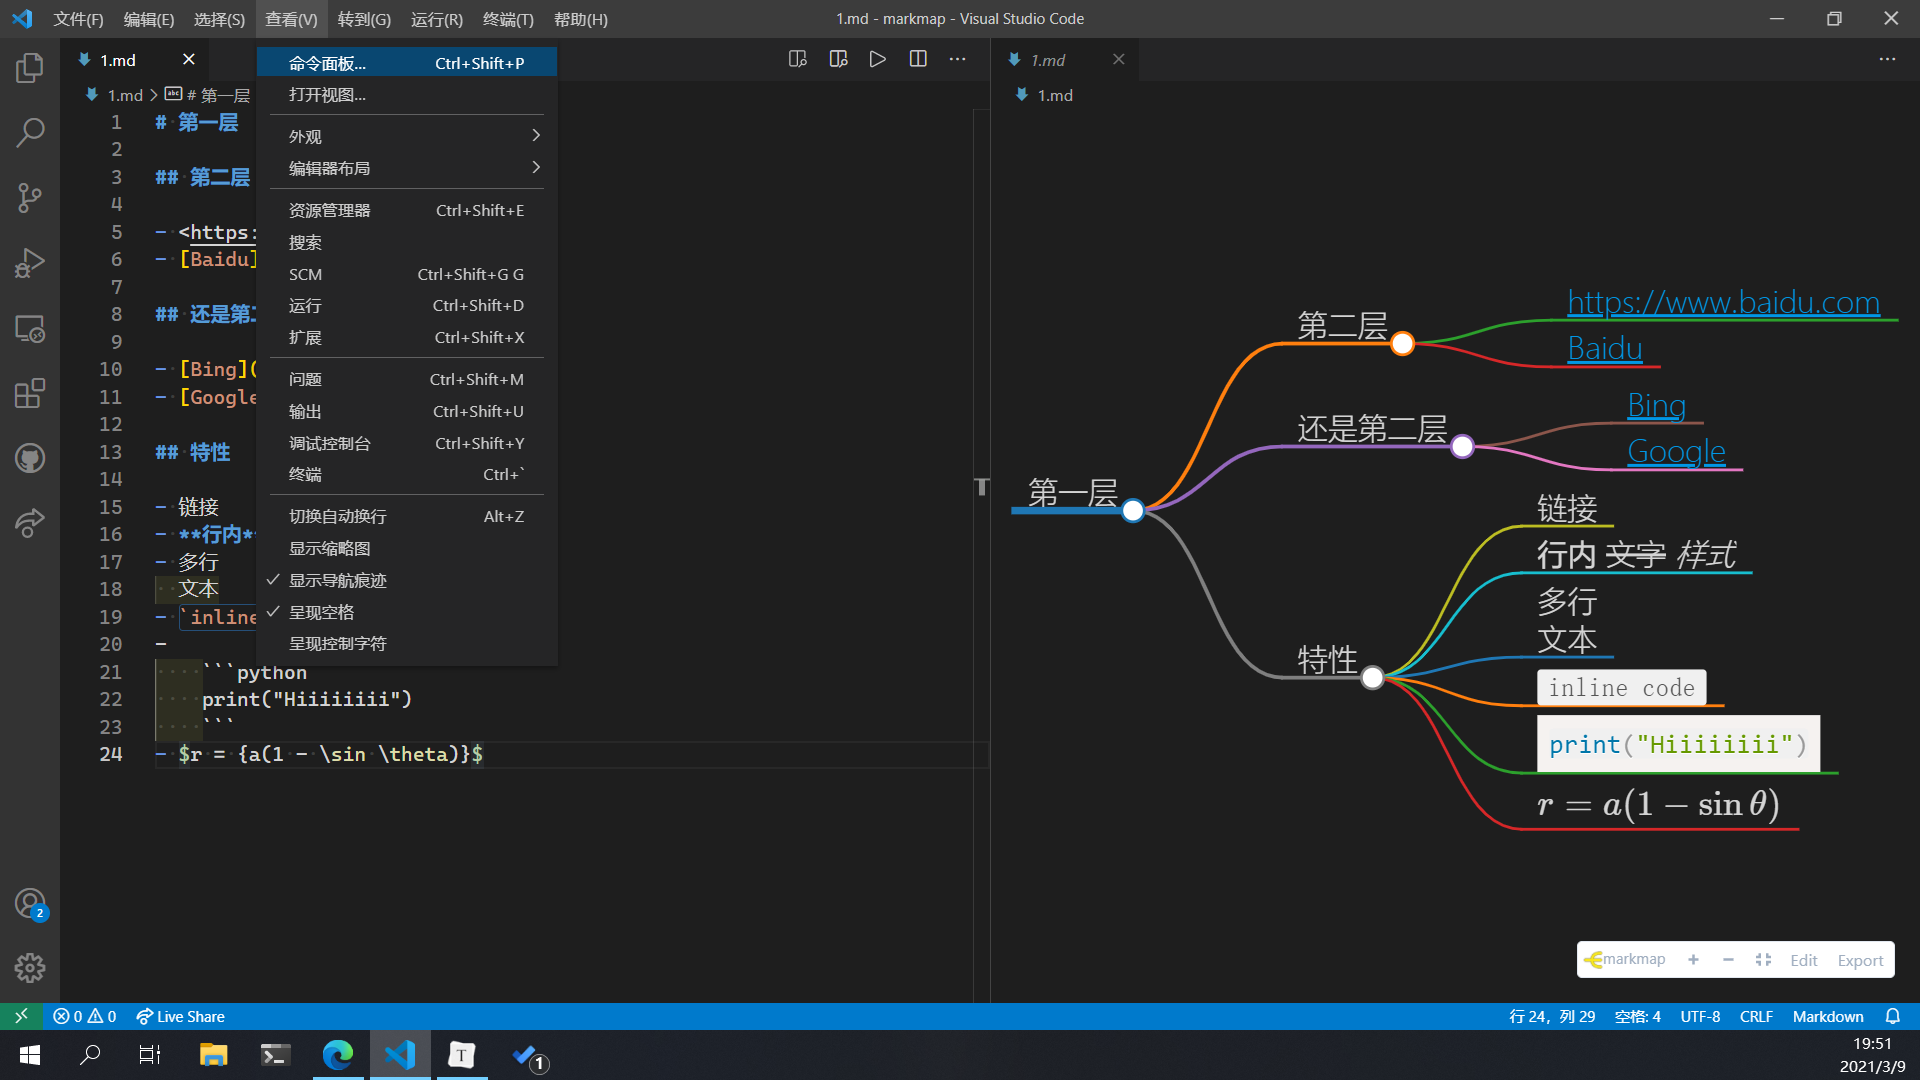 文件(F) 编辑(E) 选择(S) 查看(V) 转到(G) 运行(R) 终端(T) 帮助(H)
1.md - markmap - Visual Studio Code
1.md
1.md > # 第一层
1 # 第一层
2
3 ## 第二层
4
5 - <https:
6 - [Baidu]
7
8 ## 还是第二
9
10 - [Bing](
11 - [Google
12
13 ## 特性
14
15 - 链接
16 - **行内*
17 - 多行
18 文本
19 - `inline
20 -
21 ```python
22 print("Hiiiiiiii")
23 ```
24 - $r = {a(1 - \sin \theta)}$
命令面板... Ctrl+Shift+P
打开视图...
外观
编辑器布局
资源管理器 Ctrl+Shift+E
搜索
SCM Ctrl+Shift+G G
运行 Ctrl+Shift+D
扩展 Ctrl+Shift+X
问题 Ctrl+Shift+M
输出 Ctrl+Shift+U
调试控制台 Ctrl+Shift+Y
终端 Ctrl+`
切换自动换行 Alt+Z
显示缩略图
显示导航痕迹
呈现空格
呈现控制字符
1.md
1.md
第一层
第二层
https://www.baidu.com
Baidu
还是第二层
Bing
Google
特性
链接
行内 文字 样式
多行
文本
inline code
print("Hiiiiiiii")
r = a(1 − sin θ)
markmap + − Edit Export
2
0 0 Live Share
行 24，列 29 空格: 4 UTF-8 CRLF Markdown
T
1
19:51
2021/3/9